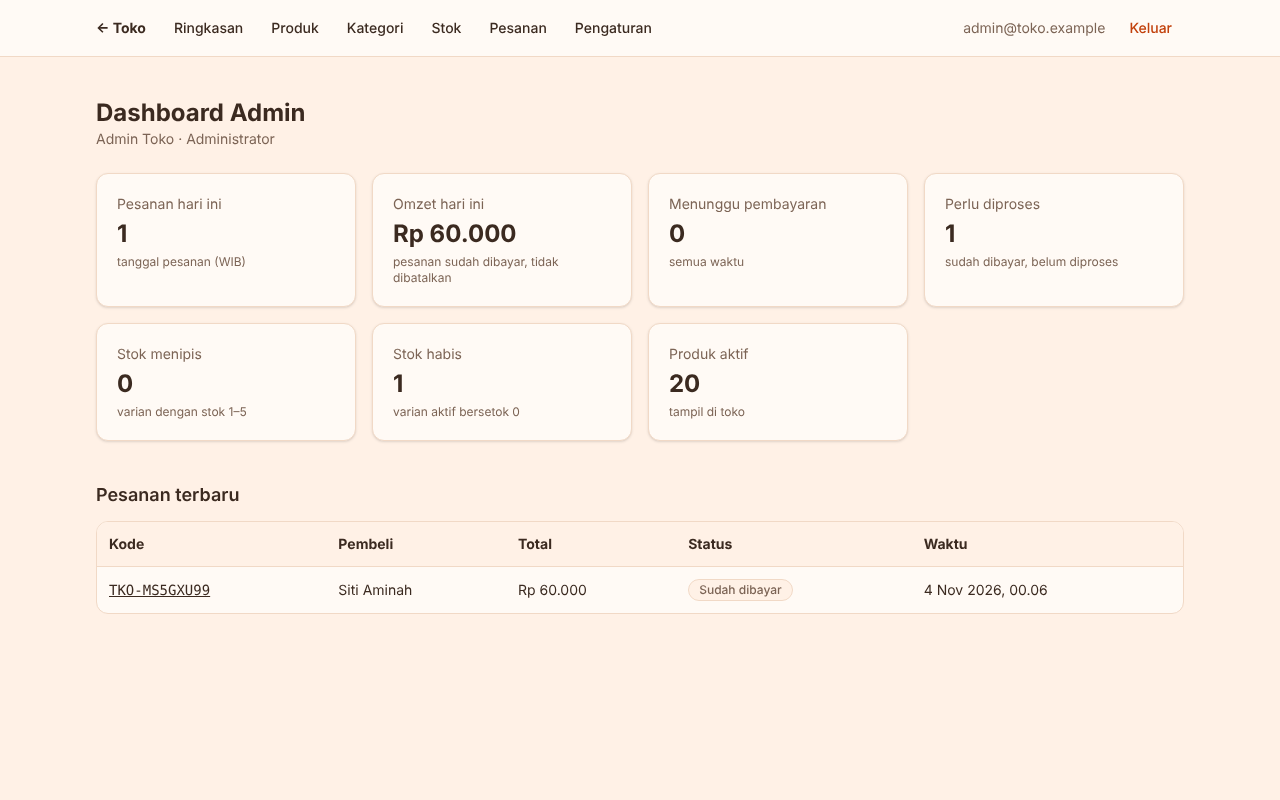 ← Toko Ringkasan Produk Kategori Stok Pesanan Pengaturan admin@toko.example Keluar
Dashboard Admin
Admin Toko · Administrator
Pesanan hari ini
1
tanggal pesanan (WIB)
Omzet hari ini
Rp 60.000
pesanan sudah dibayar, tidak
dibatalkan
Menunggu pembayaran
0
semua waktu
Perlu diproses
1
sudah dibayar, belum diproses
Stok menipis
0
varian dengan stok 1–5
Stok habis
1
varian aktif bersetok 0
Produk aktif
20
tampil di toko
Pesanan terbaru
Kode Pembeli Total Status Waktu
TKO-MS5GXU99 Siti Aminah Rp 60.000 Sudah dibayar 4 Nov 2026, 00.06